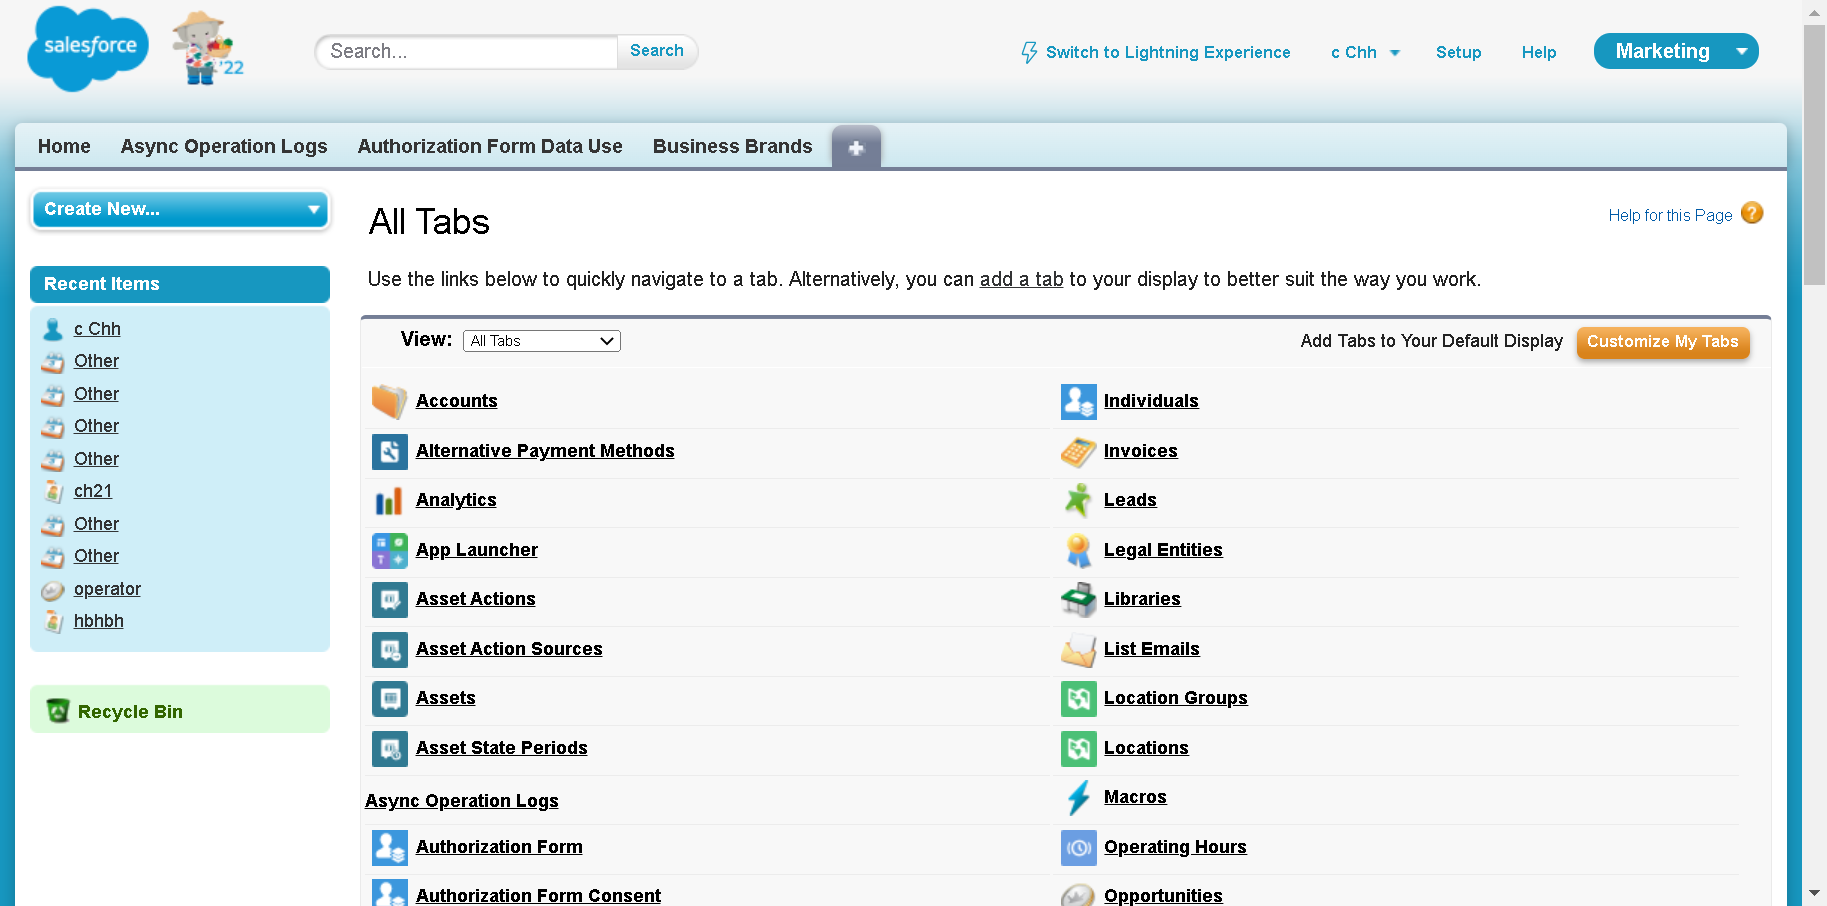 salesforce
'22
Search...
Search
Switch to Lightning Experience
c Chh
Setup
Help
Marketing
Home
Async Operation Logs
Authorization Form Data Use
Business Brands
Create New...
Recent Items
c Chh
Other
Other
Other
Other
ch21
Other
Other
operator
hbhbh
Recycle Bin
All Tabs
Help for this Page
Use the links below to quickly navigate to a tab. Alternatively, you can add a tab to your display to better suit the way you work.
View: All Tabs
Add Tabs to Your Default Display
Customize My Tabs
Accounts
Individuals
Alternative Payment Methods
Invoices
Analytics
Leads
App Launcher
Legal Entities
Asset Actions
Libraries
Asset Action Sources
List Emails
Assets
Location Groups
Asset State Periods
Locations
Async Operation Logs
Macros
Authorization Form
Operating Hours
Authorization Form Consent
Opportunities